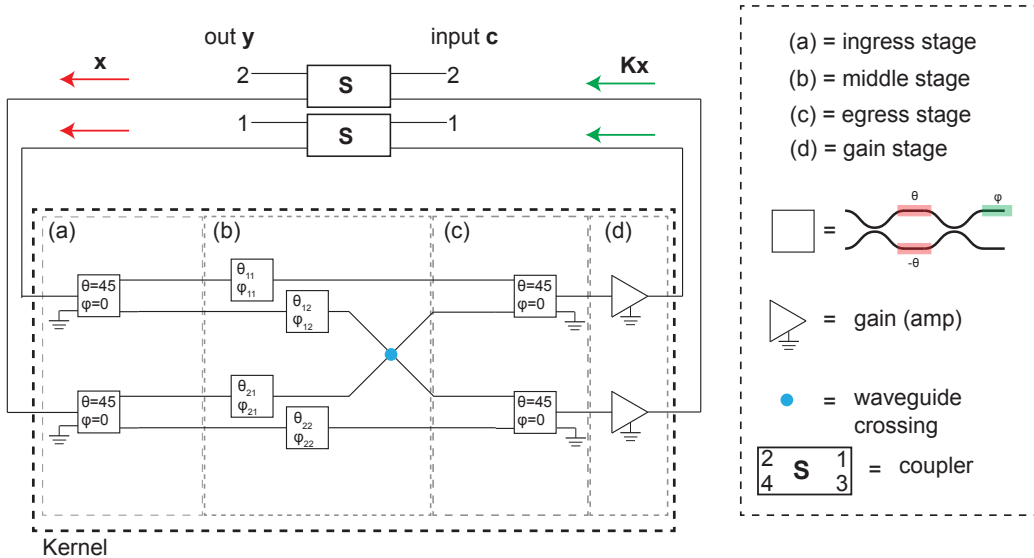 out y
input c
x
Kx
2
S
2
1
S
1
(a)
(b)
(c)
(d)
θ=45
φ=0
θ11
φ11
θ12
φ12
θ=45
φ=0
θ=45
φ=0
θ21
φ21
θ22
φ22
θ=45
φ=0
Kernel
(a) = ingress stage
(b) = middle stage
(c) = egress stage
(d) = gain stage
=
θ
φ
-θ
= gain (amp)
= waveguide
crossing
2 S 1
4 3
= coupler